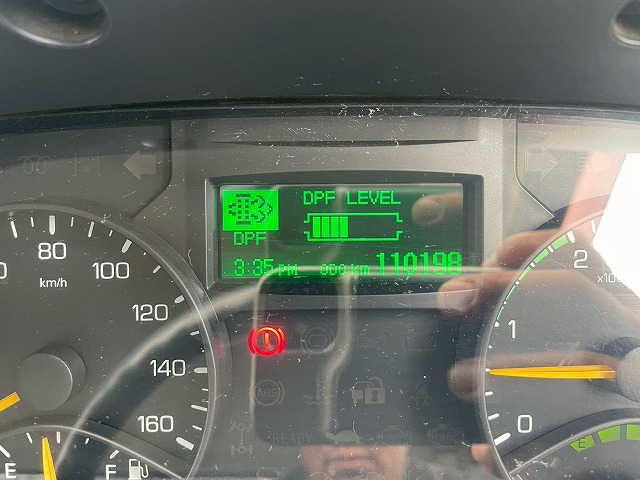 DPF LEVEL
DPF
3:35 PM ODO km 110198
80
100
120
140
160
km/h
E F
ABS
READY
2
1
0
E